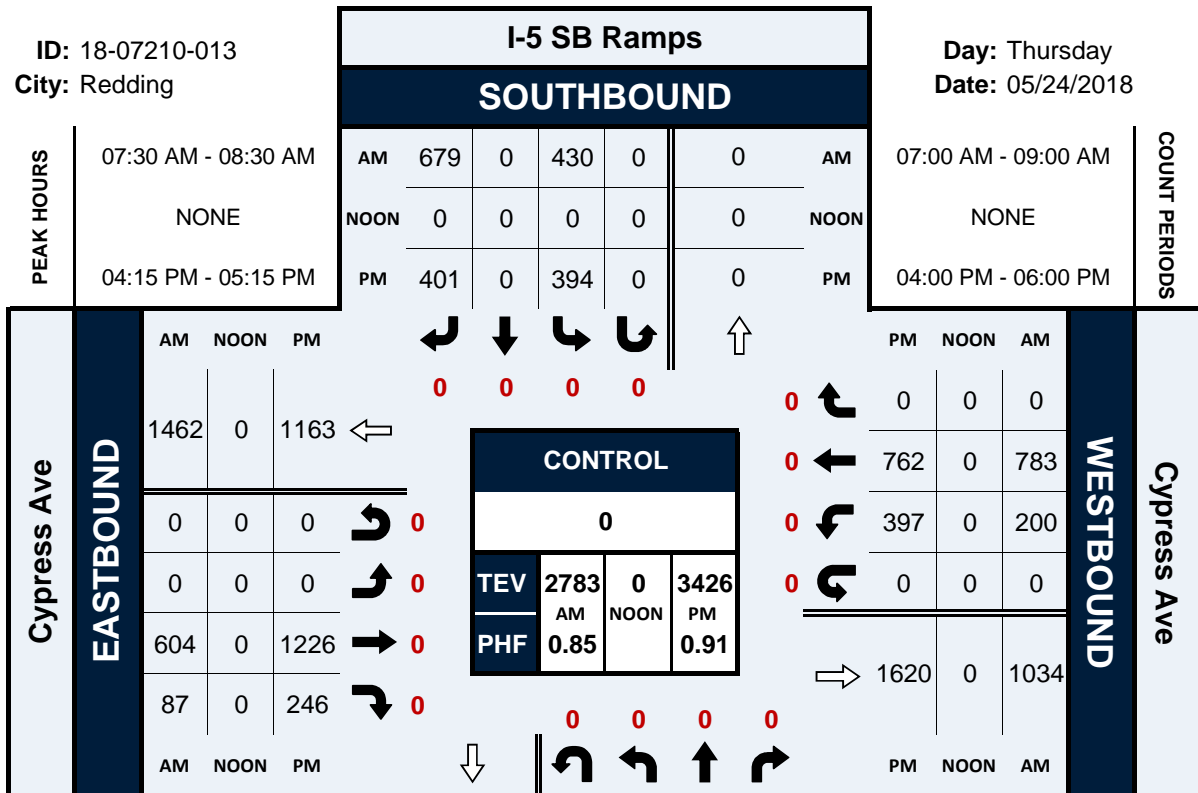 I-5 SB Ramps
ID: 18-07210-013
Day: Thursday
City: Redding
SOUTHBOUND
Date: 05/24/2018
PEAK HOURS
07:30 AM - 08:30 AM
AM 679 0 430 0 0 AM
07:00 AM - 09:00 AM
COUNT PERIODS
NONE
NOON 0 0 0 0 0 NOON
NONE
04:15 PM - 05:15 PM
PM 401 0 394 0 0 PM
04:00 PM - 06:00 PM
Cypress Ave
EASTBOUND
AM NOON PM
PM NOON AM
WESTBOUND
Cypress Ave
0 0 0 0
0 0 0 0
1462 0 1163
CONTROL
0 762 0 783
0
0 0 0 0
0 397 0 200
0 0 0 0
TEV 2783 0 3426
0 0 0 0
AM NOON PM
604 0 1226 0
PHF 0.85 0.91
1620 0 1034
87 0 246 0
0 0 0 0
AM NOON PM
PM NOON AM